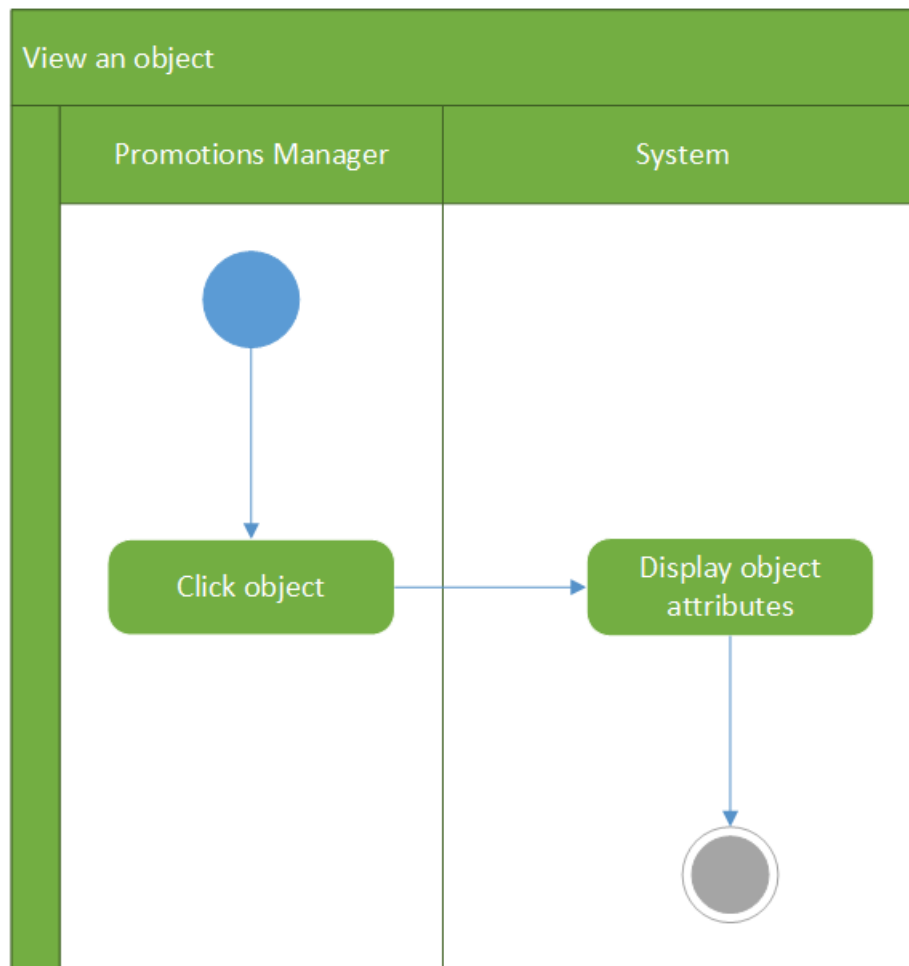 View an object
Promotions Manager
System
Click object
Display object
attributes